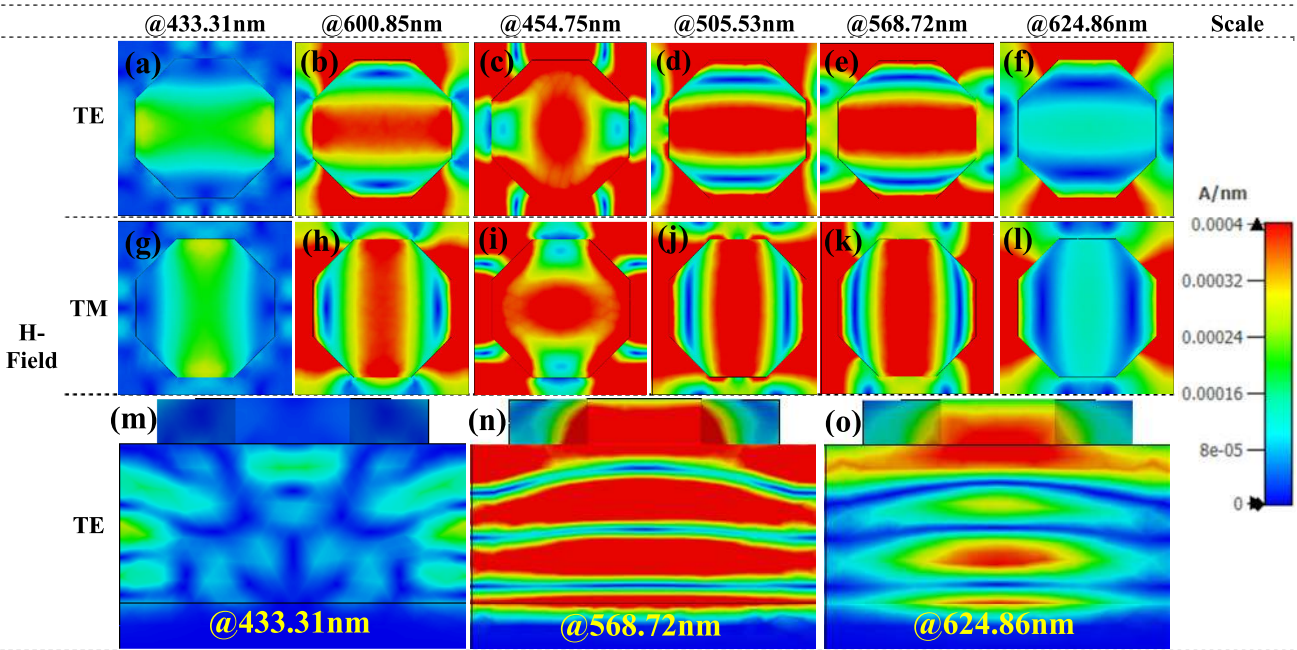 @433.31nm @600.85nm @454.75nm @505.53nm @568.72nm @624.86nm Scale
(a) (b) (c) (d) (e) (f)
TE
A/nm
0.0004
(g) (h) (i) (j) (k) (l)
0.00032
TM
H-
Field
0.00024
0.00016
(m) (n) (o)
8e-05
0
TE
@433.31nm @568.72nm @624.86nm